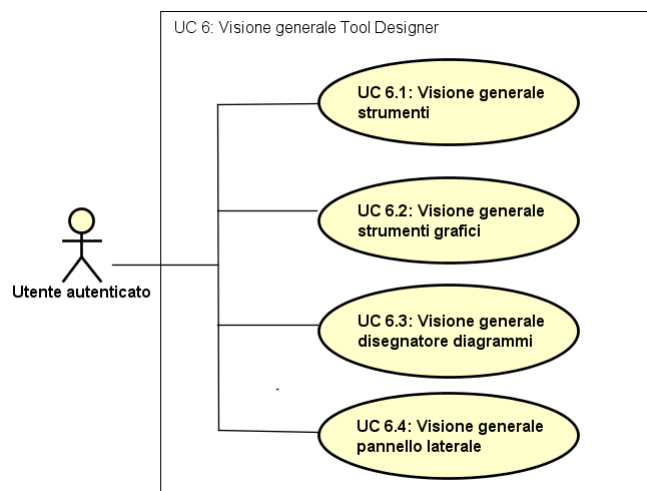 UC 6: Visione generale Tool Designer
UC 6.1: Visione generale
strumenti
UC 6.2: Visione generale
strumenti grafici
Utente autenticato
UC 6.3: Visione generale
disegnatore diagrammi
UC 6.4: Visione generale
pannello laterale